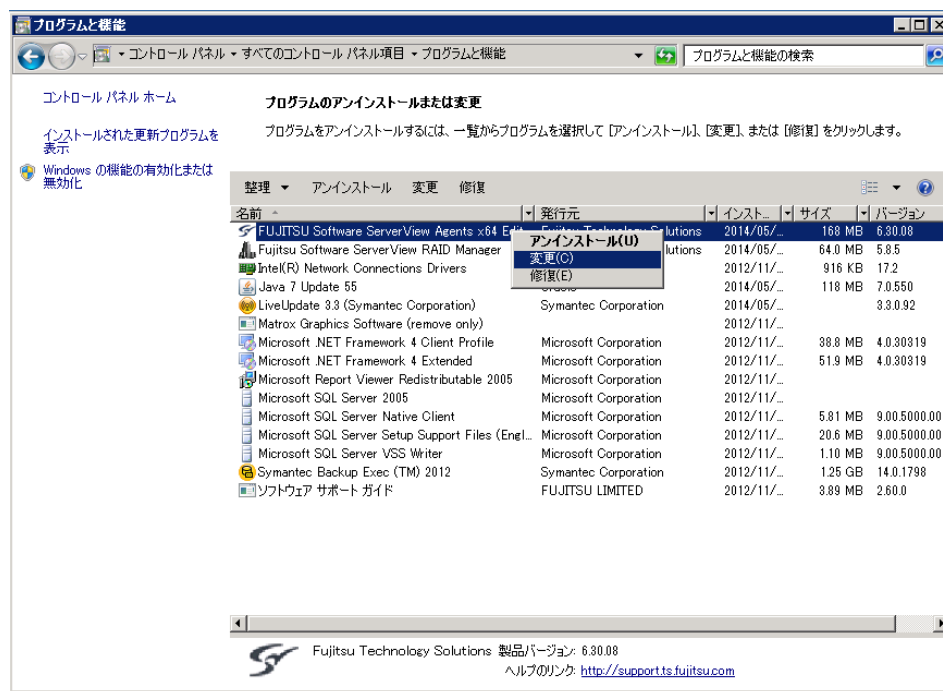 プログラムと機能
コントロール パネル ▾ すべてのコントロール パネル項目 ▾ プログラムと機能
プログラムと機能の検索
コントロール パネル ホーム
インストールされた更新プログラムを
表示
Windows の機能の有効化または
無効化
プログラムのアンインストールまたは変更
プログラムをアンインストールするには、一覧からプログラムを選択して [アンインストール]、[変更]、または [修復] をクリックします。
整理 ▾ アンインストール 変更 修復
名前 発行元 インスト... サイズ バージョン
FUJITSU Software ServerView Agents x64 Solutions 2014/05/... 168 MB 6.30.08
アンインストール(U)
変更(C)
修復(E)
Fujitsu Software ServerView RAID Manager lutions 2014/05/... 64.0 MB 5.8.5
Intel(R) Network Connections Drivers 2012/11/... 916 KB 17.2
Java 7 Update 55 2014/05/... 118 MB 7.0.550
LiveUpdate 3.3 (Symantec Corporation) Symantec Corporation 2014/05/... 3.3.0.92
Matrox Graphics Software (remove only) 2012/11/...
Microsoft .NET Framework 4 Client Profile Microsoft Corporation 2012/11/... 38.8 MB 4.0.30319
Microsoft .NET Framework 4 Extended Microsoft Corporation 2012/11/... 51.9 MB 4.0.30319
Microsoft Report Viewer Redistributable 2005 Microsoft Corporation 2012/11/...
Microsoft SQL Server 2005 Microsoft Corporation 2012/11/...
Microsoft SQL Server Native Client Microsoft Corporation 2012/11/... 5.81 MB 9.00.5000.00
Microsoft SQL Server Setup Support Files (Engl... Microsoft Corporation 2012/11/... 20.6 MB 9.00.5000.00
Microsoft SQL Server VSS Writer Microsoft Corporation 2012/11/... 1.10 MB 9.00.5000.00
Symantec Backup Exec (TM) 2012 Symantec Corporation 2012/11/... 1.25 GB 14.0.1798
ソフトウェア サポート ガイド FUJITSU LIMITED 2012/11/... 3.89 MB 2.60.0
Fujitsu Technology Solutions 製品バージョン: 6.30.08
ヘルプのリンク: http://support.ts.fujitsu.com